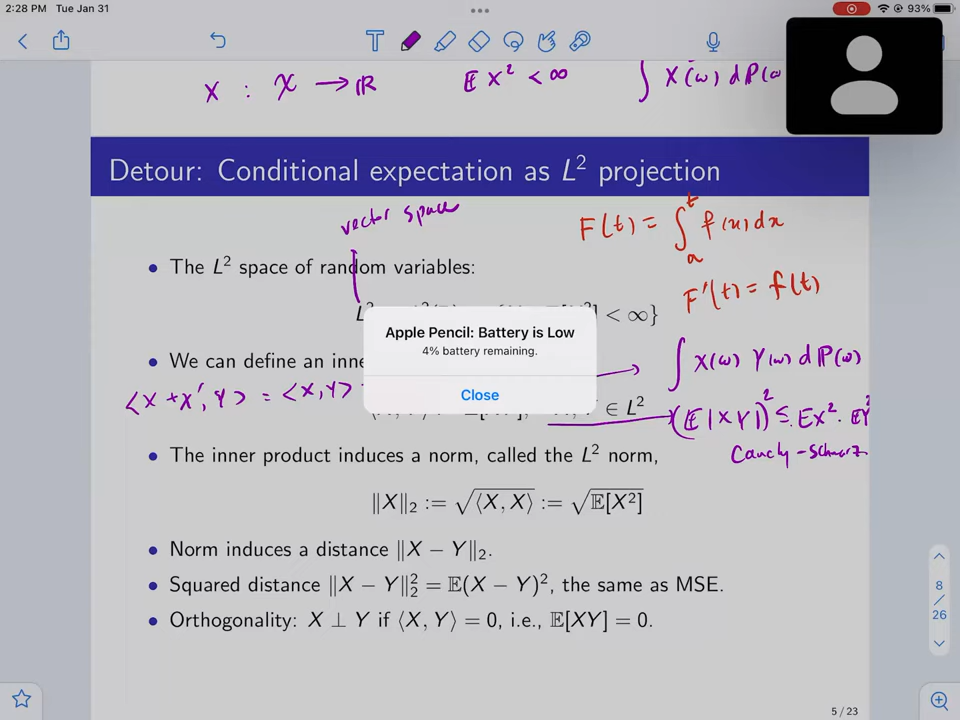 2:28 PM Tue Jan 31
93%
X : 𝒳 → ℝ 𝔼 X² < ∞ ∫ X(ω) dP(ω
Detour: Conditional expectation as L² projection
vector space
F(t) = ∫ₐᵗ f(x) dx
F'(t) = f(t)
• The L² space of random variables:
< ∞}
Apple Pencil: Battery is Low
4% battery remaining.
Close
• We can define an inne
∫ X(ω) Y(ω) dP(ω)
⟨X + X', Y⟩ = ⟨X, Y⟩
∈ L²
(𝔼|XY|)² ≤ EX² · EY²
Cauchy-Schwarz
• The inner product induces a norm, called the L² norm,
‖X‖₂ := √⟨X, X⟩ := √𝔼[X²]
• Norm induces a distance ‖X − Y‖₂.
• Squared distance ‖X − Y‖₂² = 𝔼(X − Y)², the same as MSE.
• Orthogonality: X ⊥ Y if ⟨X, Y⟩ = 0, i.e., 𝔼[XY] = 0.
8
/
26
5 / 23